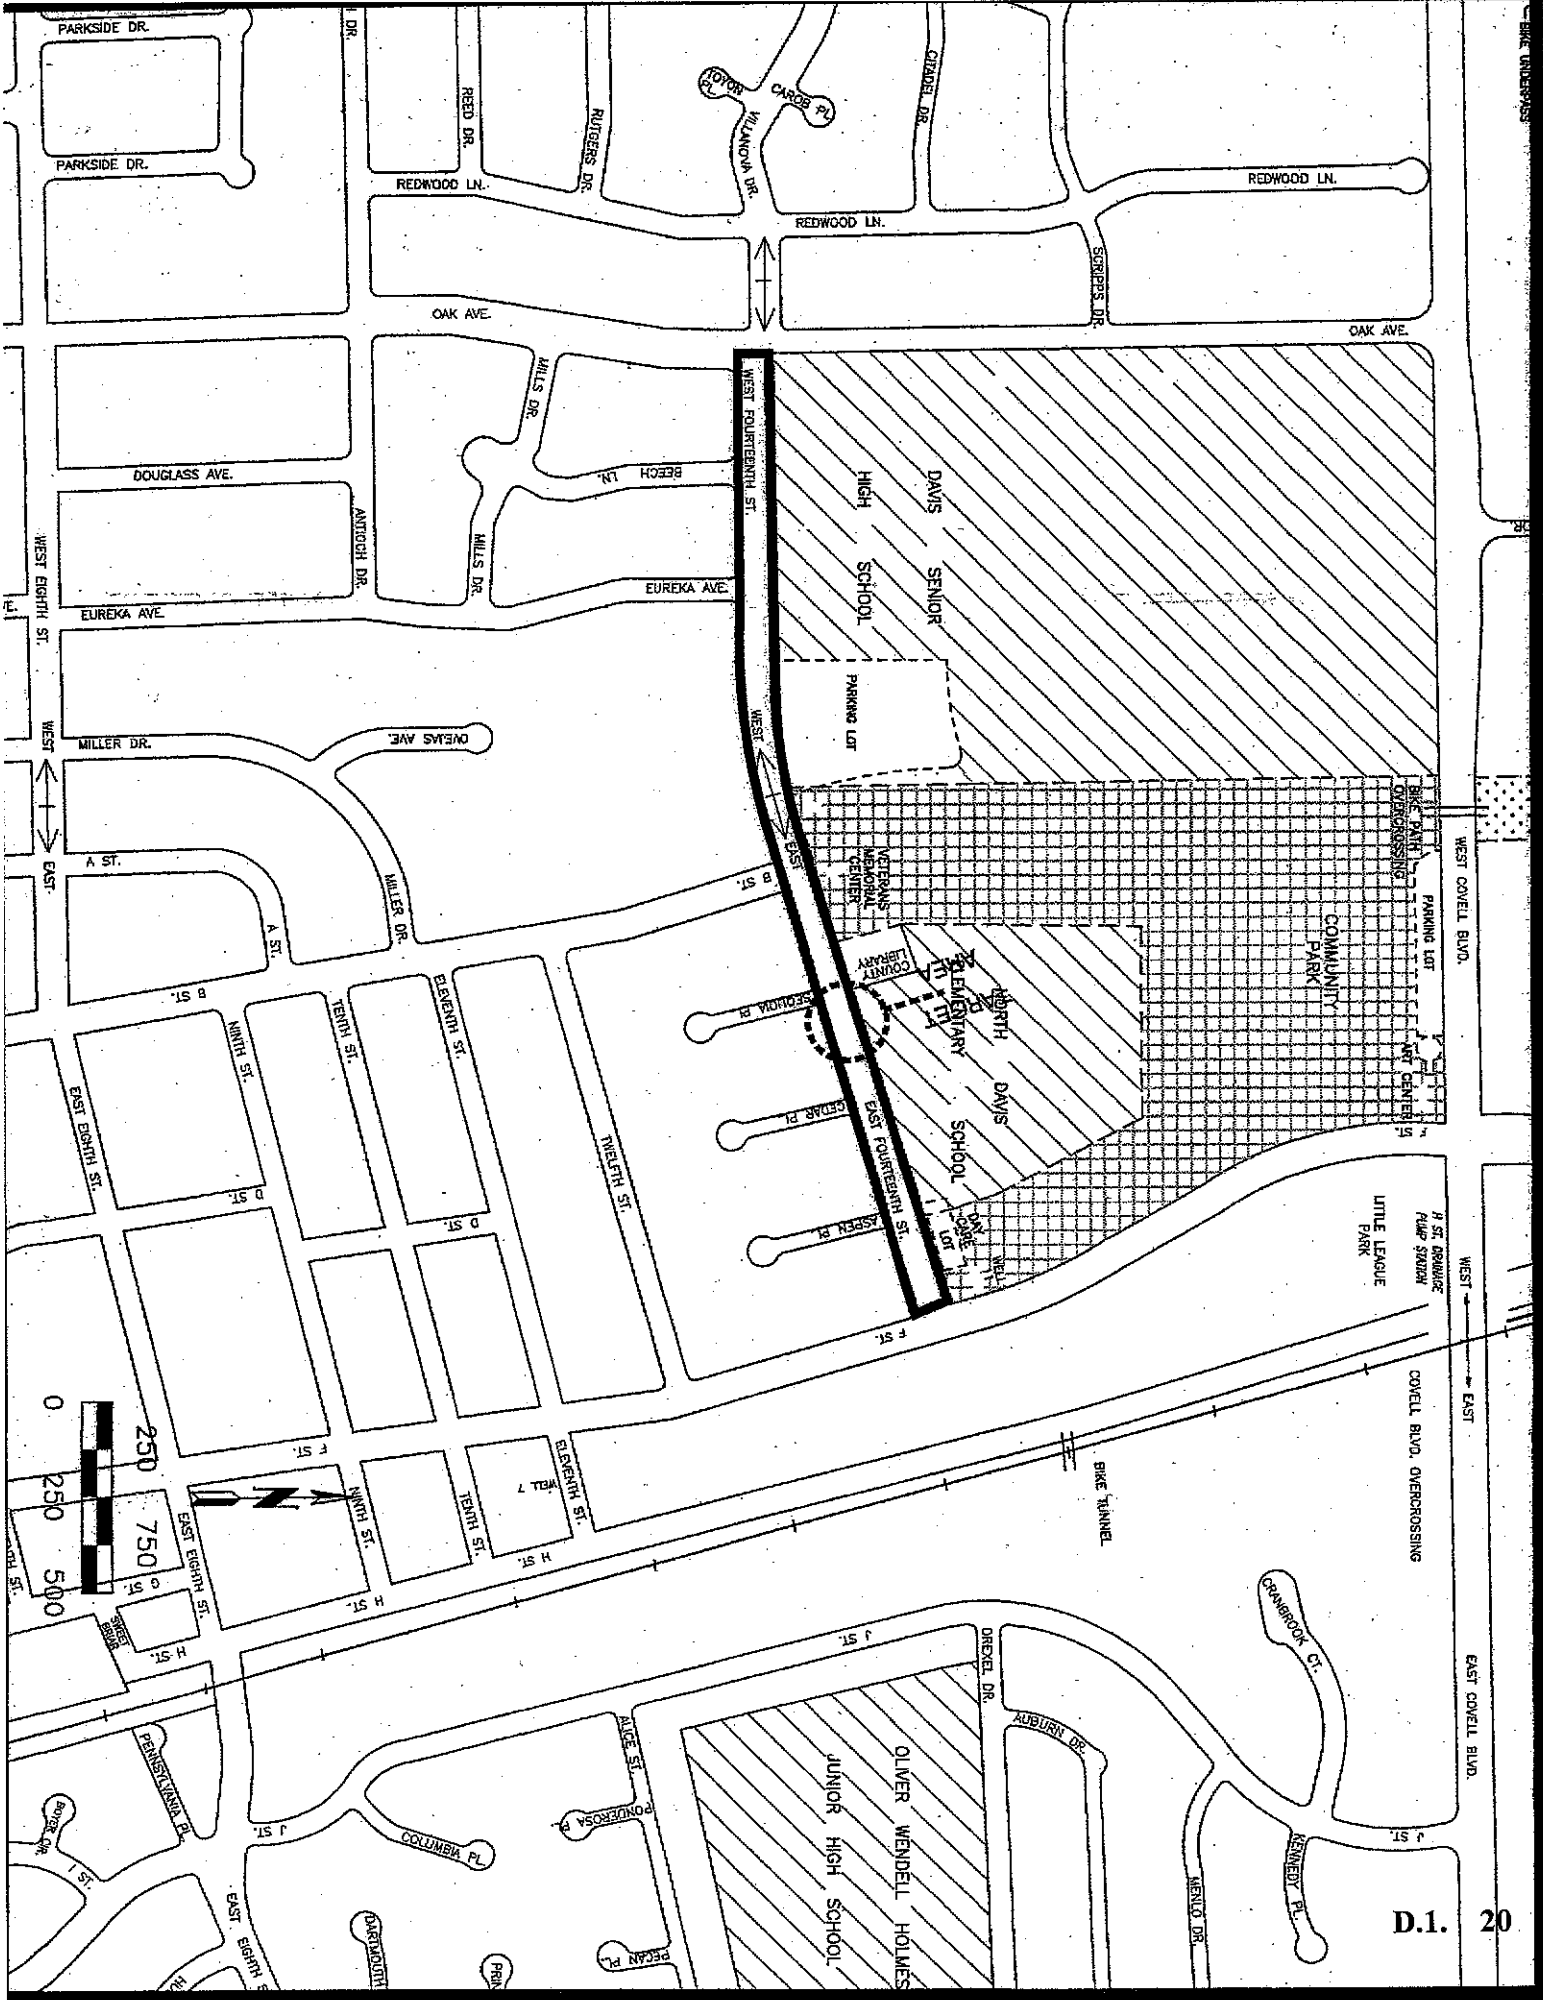 BIKE UNDERPASS
PARKSIDE DR.
REED DR.
RUTGERS DR.
TOYON PL.
CAROB PL.
VILLANOVA DR.
CITADEL DR.
PARKSIDE DR.
REDWOOD LN.
REDWOOD LN.
REDWOOD LN.
SCRIPPS DR.
OAK AVE.
OAK AVE.
MILLS DR.
WEST FOURTEENTH ST.
DOUGLASS AVE.
BEECH LN.
DAVIS SENIOR
HIGH SCHOOL
ANTIOCH DR.
MILLS DR.
WEST EIGHTH ST.
EUREKA AVE.
EUREKA AVE.
PARKING LOT
WEST
EAST
MILLER DR.
OVEJAS AVE.
WEST
EAST
A ST.
A ST.
MILLER DR.
B ST.
B ST.
VETERANS
MEMORIAL
CENTER
BIKE PATH
OVERCROSSING
WEST COVELL BLVD.
PARKING LOT
COMMUNITY
PARK
ART CENTER
COUNTY
LIBRARY
NORTH DAVIS
ELEMENTARY SCHOOL
SEQUOIA PL.
CEDAR PL.
ASPEN PL.
EAST FOURTEENTH ST.
DAY
CARE
LOT
WELL
F ST.
F ST.
F ST.
NINTH ST.
TENTH ST.
ELEVENTH ST.
TWELFTH ST.
EAST EIGHTH ST.
D ST.
D ST.
LITTLE LEAGUE
PARK
H ST. DRAINAGE
PUMP STATION
WEST
EAST
COVELL BLVD. OVERCROSSING
BIKE TUNNEL
0 250 500
250 750
N
NINTH ST.
TENTH ST.
ELEVENTH ST.
WELL 7
EAST EIGHTH ST.
G ST.
H ST.
H ST.
H ST.
SWEET
BRIAR
J ST.
DREXEL DR.
CRANBROOK CT.
EAST COVELL BLVD.
AUBURN DR.
ALICE ST.
PONDEROSA PL.
PENNSYLVANIA PL.
BOYER CIR.
I ST.
J ST.
COLUMBIA PL.
OLIVER WENDELL HOLMES
JUNIOR HIGH SCHOOL
J ST.
KENNEDY PL.
MENLO DR.
EAST EIGHTH S
DARTMOUTH
PRIN
PECAN PL.
D.1. 20